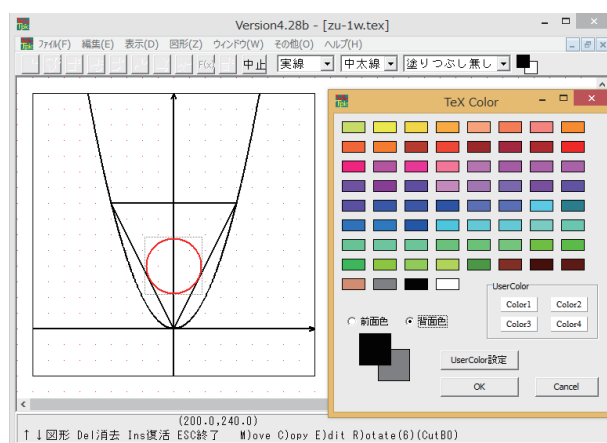 Version4.28b - [zu-1w.tex]
ファイル(F) 編集(E) 表示(D) 図形(Z) ウィンドウ(W) その他(O) ヘルプ(H)
F(x) 中止 実線 中太線 塗りつぶし無し
TeX Color
UserColor
Color1 Color2
Color3 Color4
前面色 背面色
UserColor設定
OK Cancel
(200.0,240.0)
↑↓図形 Del消去 Ins復活 ESC終了 M)ove C)opy E)dit R)otate(6)(CutBO)